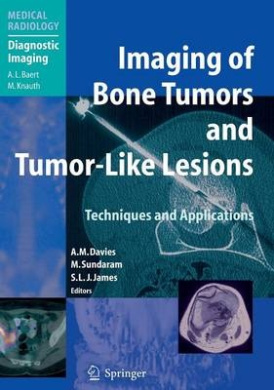 MEDICAL
RADIOLOGY
Diagnostic
Imaging
A. L. Baert
M. Knauth
Imaging of
Bone Tumors
and
Tumor-Like Lesions
Techniques and Applications
A. M. Davies
M. Sundaram
S. L. J. James
Editors
Springer